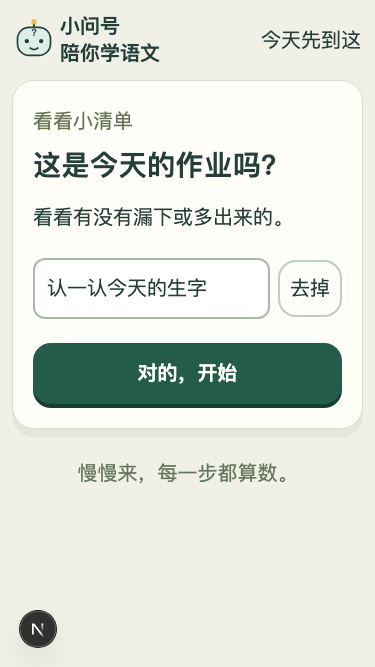 小问号
陪你学语文
今天先到这
看看小清单
这是今天的作业吗？
看看有没有漏下或多出来的。
认一认今天的生字
去掉
对的，开始
慢慢来，每一步都算数。
N